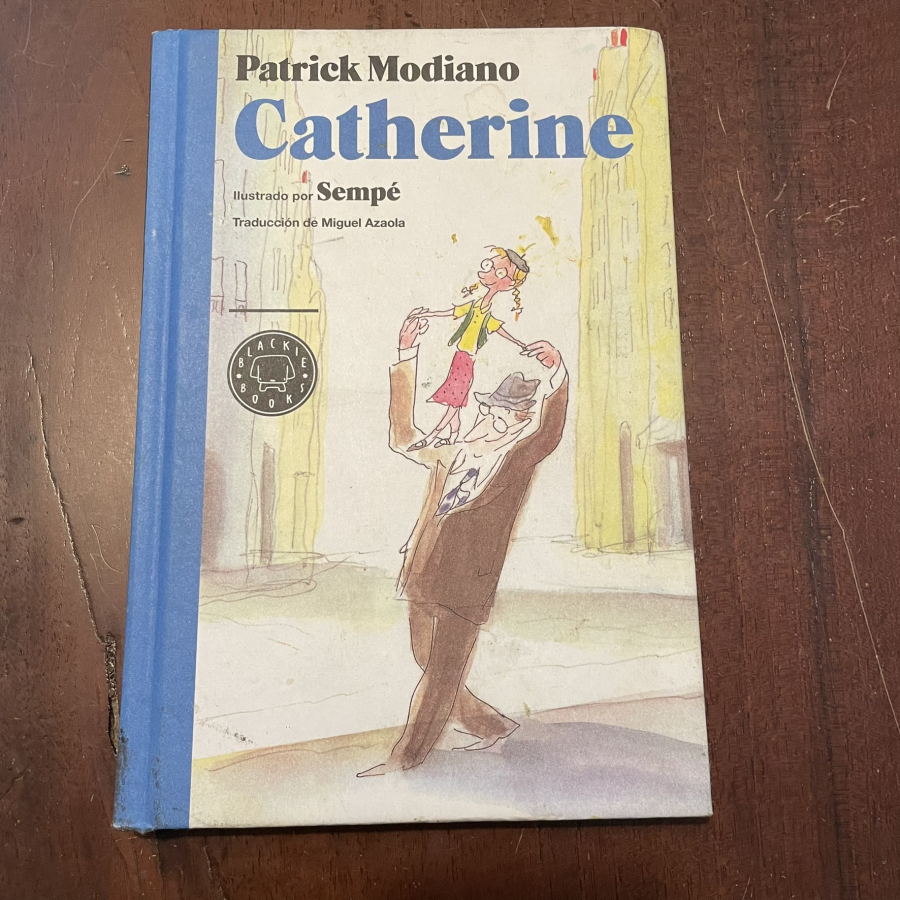 Patrick Modiano
Catherine
Ilustrado por Sempé
Traducción de Miguel Azaola
BLACKIE
BOOKS